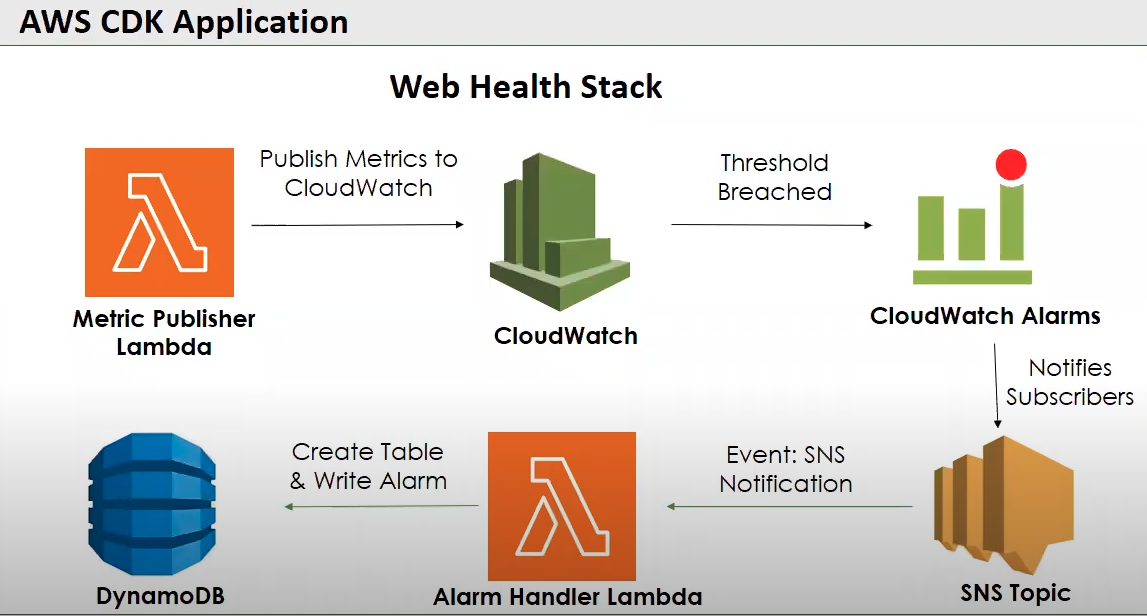 AWS CDK Application
Web Health Stack
Publish Metrics to
CloudWatch
Threshold
Breached
Metric Publisher
Lambda
CloudWatch
CloudWatch Alarms
Notifies
Subscribers
Create Table
& Write Alarm
Event: SNS
Notification
DynamoDB
Alarm Handler Lambda
SNS Topic